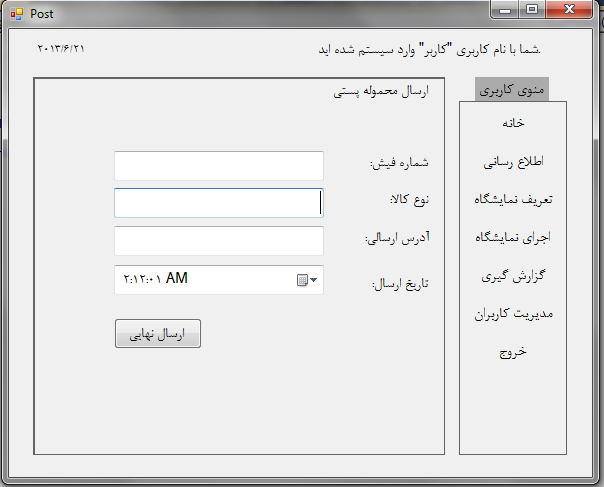 Post
شما با نام کاربری "کاربر" وارد سیستم شده اید.
۲۰۱۳/۶/۲۱
منوی کاربری
خانه
اطلاع رسانی
تعریف نمایشگاه
اجرای نمایشگاه
گزارش گیری
مدیریت کاربران
خروج
ارسال محموله پستی
شماره فیش:
نوع کالا:
آدرس ارسالی:
تاریخ ارسال:
۲:۱۲:۰۱ AM
ارسال نهایی